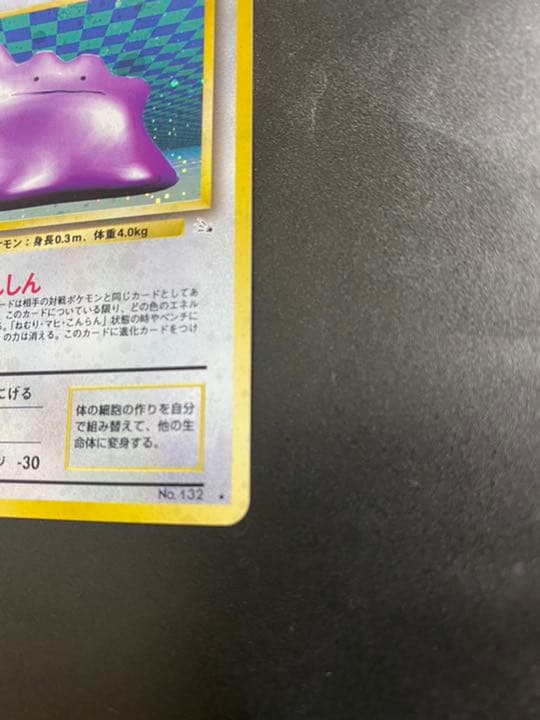 モン：身長0.3m、体重4.0kg
しん
ードは相手の対戦ポケモンと同じカードとしてあ
、このカードについている限り、どの色のエネル
る。「ねむり・マヒ・こんらん」状態の時やベンチに
の力は消える。このカードに進化カードをつけ
にげる
体の細胞の作りを自分
で組み替えて、他の生
命体に変身する。
-30
No.132